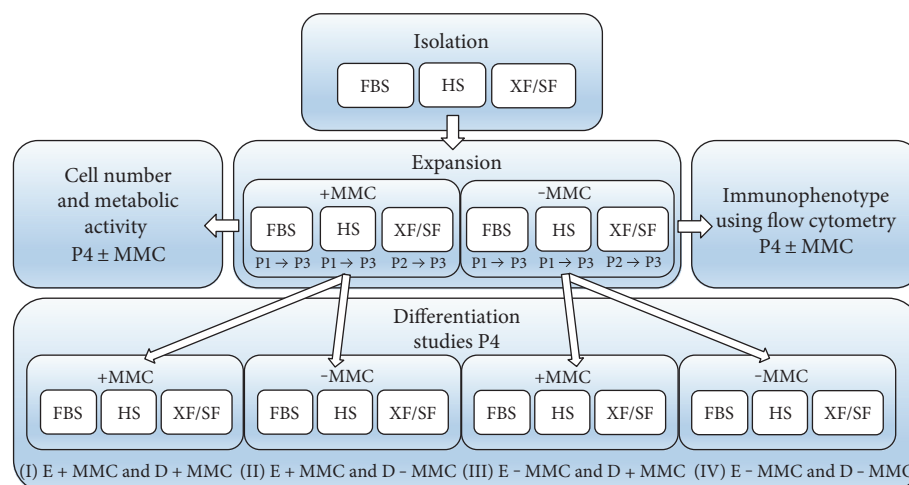 Isolation
FBS HS XF/SF
Cell number
and metabolic
activity
P4 ± MMC
Expansion
+MMC -MMC
FBS HS XF/SF FBS HS XF/SF
P1 → P3 P1 → P3 P2 → P3 P1 → P3 P1 → P3 P2 → P3
Immunophenotype
using flow cytometry
P4 ± MMC
Differentiation
studies P4
+MMC -MMC +MMC -MMC
FBS HS XF/SF FBS HS XF/SF FBS HS XF/SF FBS HS XF/SF
(I) E + MMC and D + MMC (II) E + MMC and D - MMC (III) E - MMC and D + MMC (IV) E - MMC and D - MMC